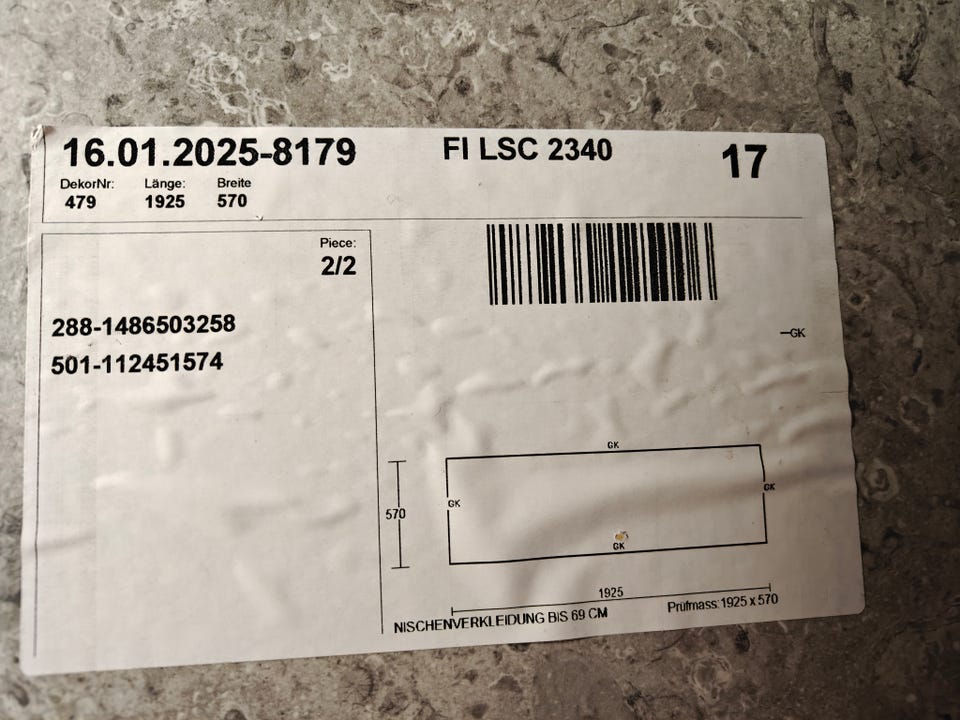 16.01.2025-8179 FI LSC 2340 17
DekorNr: Länge: Breite
479 1925 570
Piece:
2/2
288-1486503258
501-112451574
GK
GK
GK
GK
570
GK
1925
NISCHENVERKLEIDUNG BIS 69 CM Prüfmass:1925 x 570